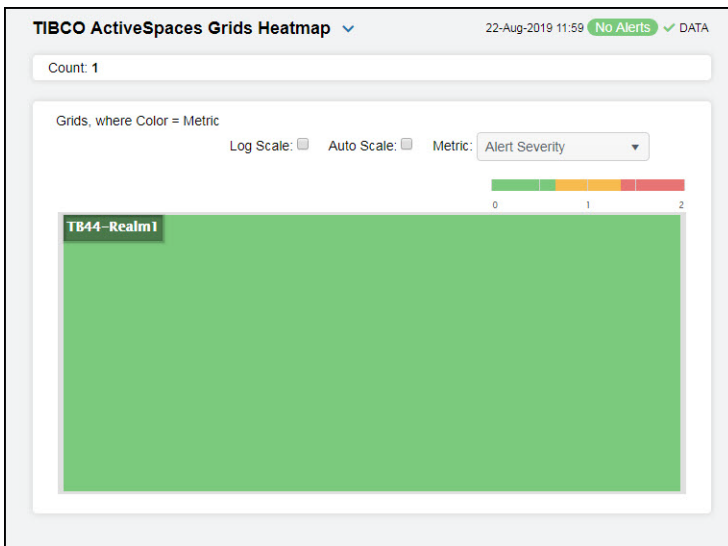 TIBCO ActiveSpaces Grids Heatmap 22-Aug-2019 11:59 No Alerts DATA
Count: 1
Grids, where Color = Metric
Log Scale: Auto Scale: Metric: Alert Severity
0 1 2
TB44-Realm1